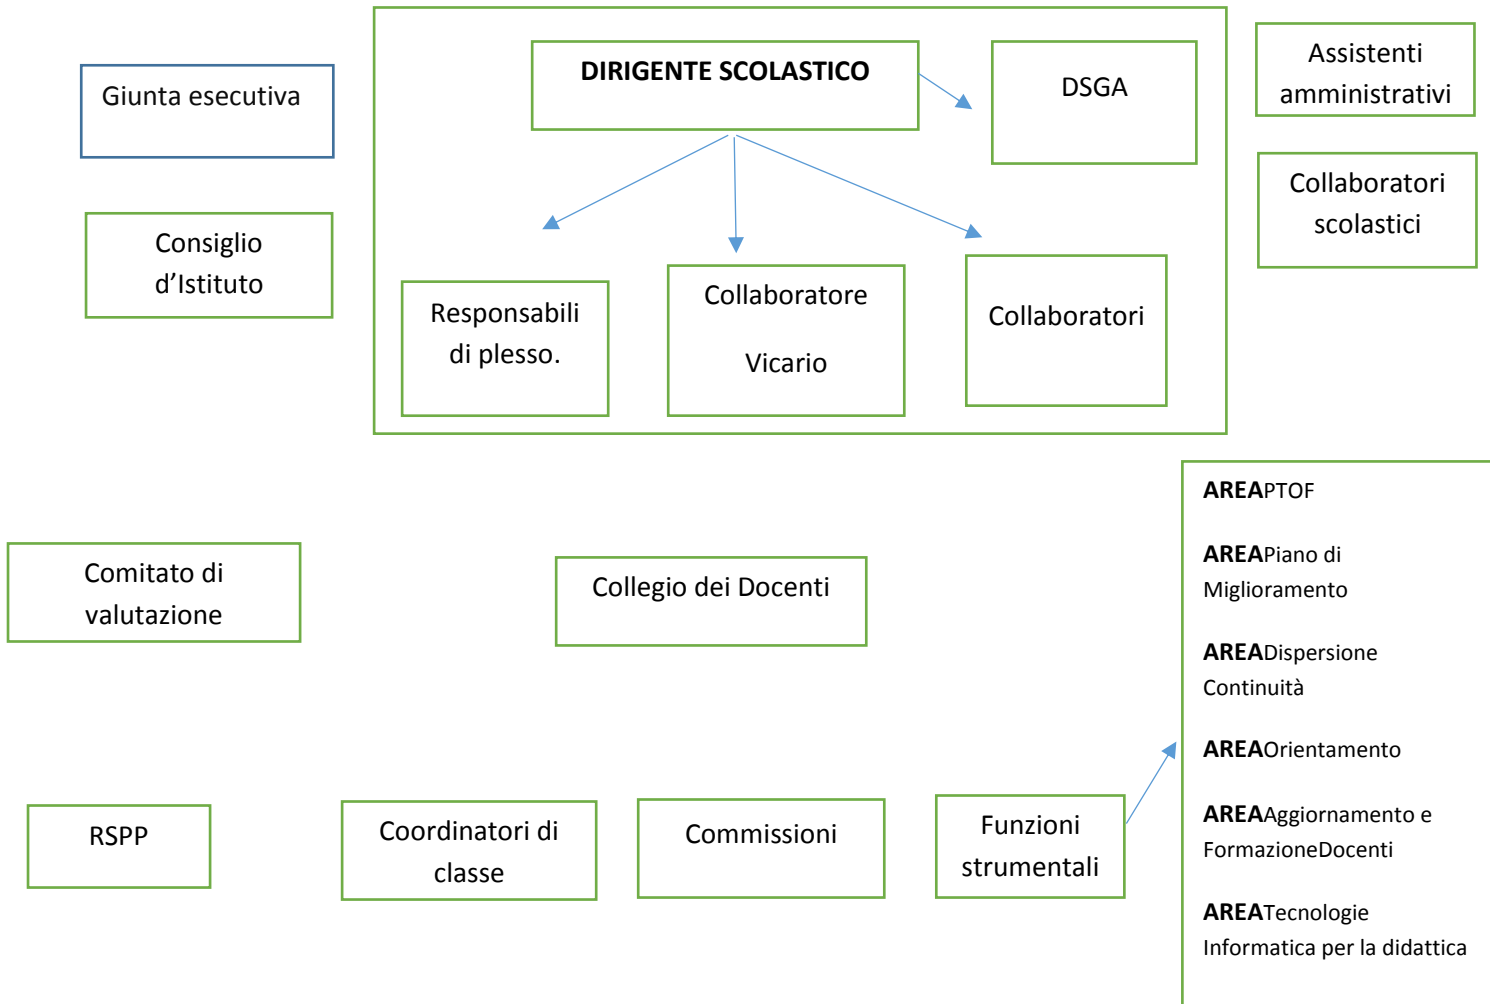 Giunta esecutiva
DIRIGENTE SCOLASTICO
DSGA
Assistenti
amministrativi
Consiglio
d’Istituto
Collaboratori
scolastici
Responsabili
di plesso.
Collaboratore
Vicario
Collaboratori
Comitato di
valutazione
Collegio dei Docenti
AREAPTOF
AREAPiano di
Miglioramento
AREADispersione
Continuità
AREAOrientamento
AREAAggiornamento e
FormazioneDocenti
AREATecnologie
Informatica per la didattica
RSPP
Coordinatori di
classe
Commissioni
Funzioni
strumentali